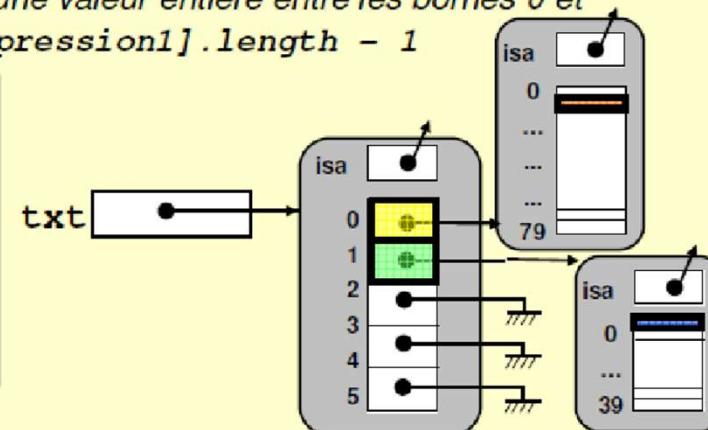 une valeur entière entre les bornes 0 et
pression1].length - 1
isa
0
...
...
...
79
isa
txt
0
1
2
3
4
5
isa
0
...
39